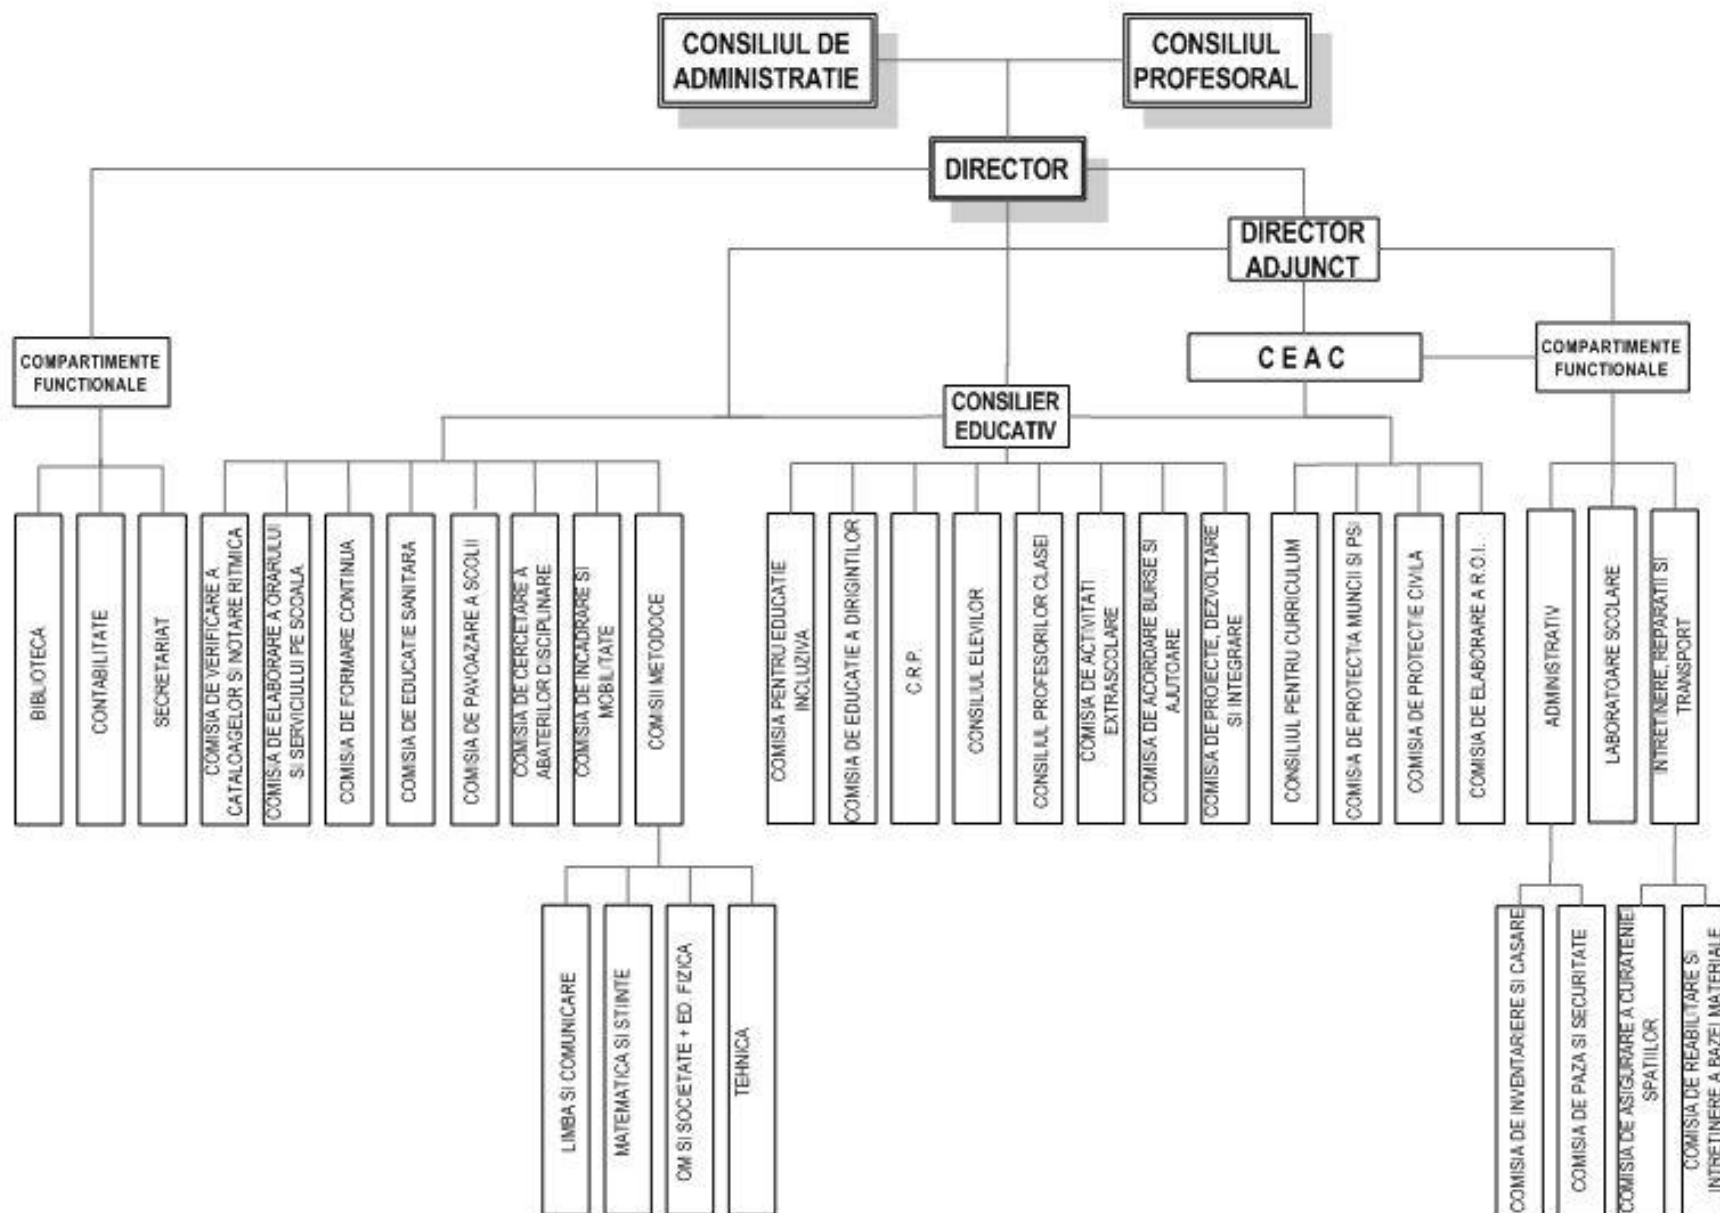 CONSILIUL DE
ADMINISTRATIE
CONSILIUL
PROFESORAL
DIRECTOR
DIRECTOR
ADJUNCT
COMPARTIMENTE
FUNCTIONALE
C E A C
COMPARTIMENTE
FUNCTIONALE
CONSILIER
EDUCATIV
BIBLIOTECA
CONTABILITATE
SECRETARIAT
COMISIA DE VERIFICARE A
CATALOAGELOR SI NOTARE RITMICA
COMISIA DE ELABORARE A ORARULUI
SI SERVICIULUI PE SCOALA
COMISIA DE FORMARE CONTINUA
COMISIA DE EDUCATIE SANITARA
COMISIA DE PAVOAZARE A SCOLII
COMISIA DE CERCETARE A
ABATERILOR DISCIPLINARE
COMISIA DE INCADRARE SI
MOBILITATE
COMISII METODOCE
COMISIA PENTRU EDUCATIE
INCLUZIVA
COMISIA DE EDUCATIE A DIRIGINTILOR
C.R.P.
CONSILIUL ELEVILOR
CONSILIUL PROFESORILOR CLASEI
COMISIA DE ACTIVITATI
EXTRASCOLARE
COMISIA DE ACORDARE BURSE SI
AJUTOARE
COMISIA DE PROIECTE, DEZVOLTARE
SI INTEGRARE
CONSILIUL PENTRU CURRICULUM
COMISIA DE PROTECTIA MUNCII SI PSI
COMISIA DE PROTECTIE CIVILA
COMISIA DE ELABORARE A R.O.I.
ADMINISTRATIV
LABORATOARE SCOLARE
INTRETINERE, REPARATII SI
TRANSPORT
LIMBA SI COMUNICARE
MATEMATICA SI STIINTE
OM SI SOCIETATE + ED. FIZICA
TEHNICA
COMISIA DE INVENTARIERE SI CASARE
COMISIA DE PAZA SI SECURITATE
COMISIA DE ASIGURARE A CURATENIEI
SPATIILOR
COMISIA DE REABILITARE SI
INTRETINERE A BAZEI MATERIALE